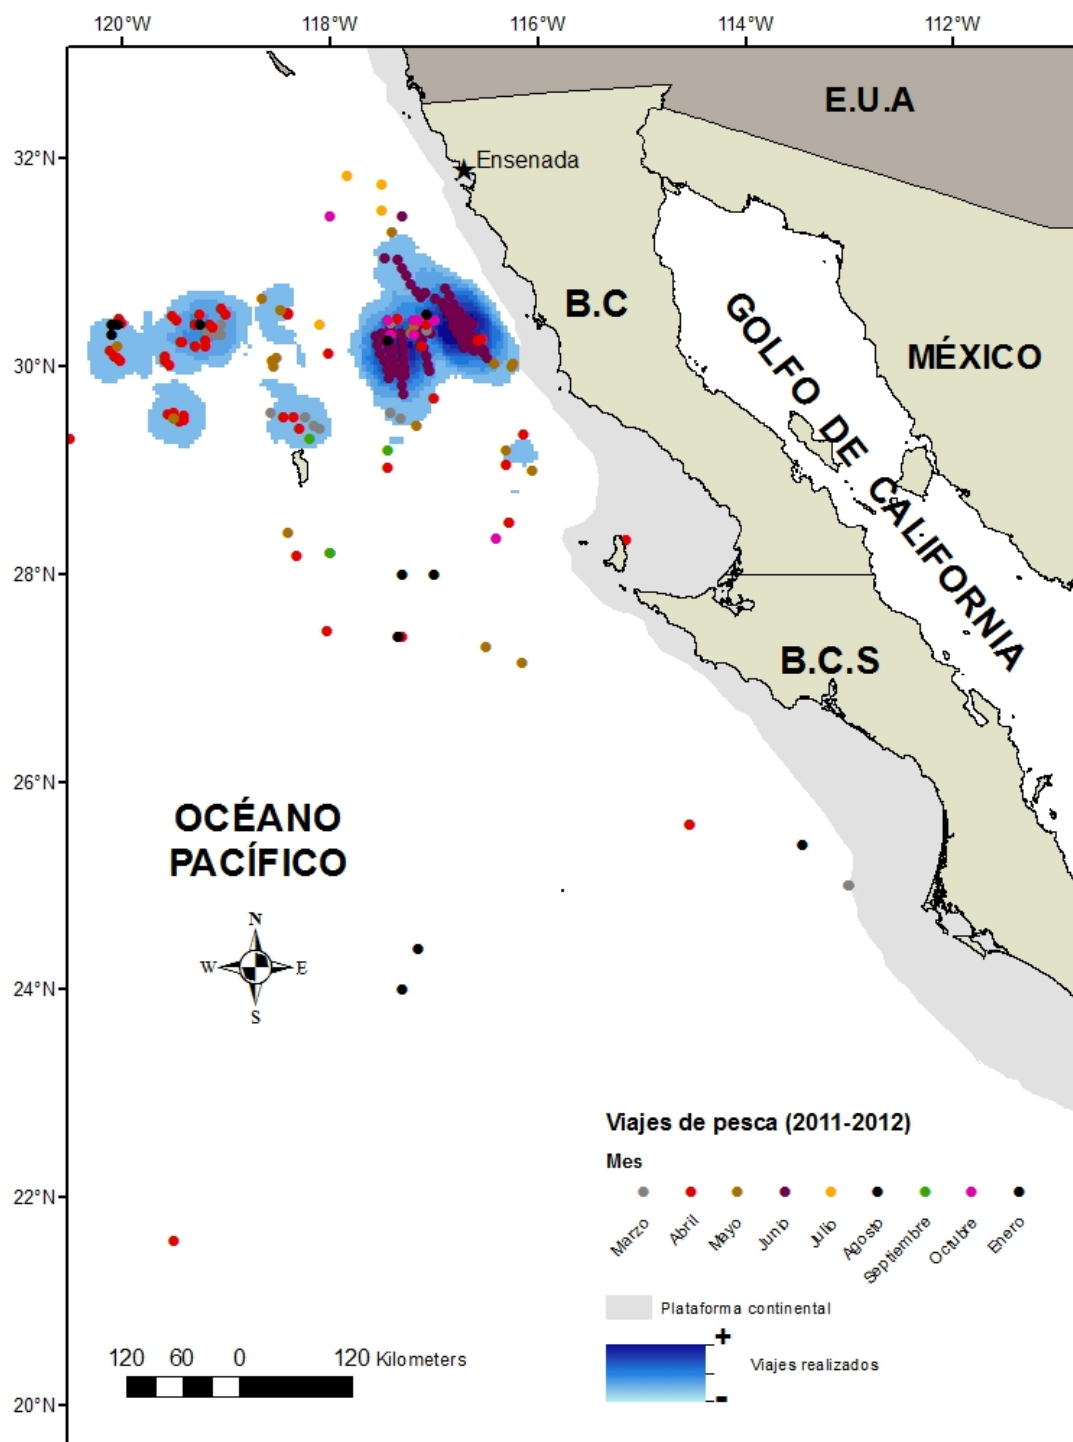 120°W 118°W 116°W 114°W 112°W
E.U.A
32°N
Ensenada
B.C
GOLFO DE CALIFORNIA
MÉXICO
30°N
28°N
B.C.S
26°N
OCÉANO
PACÍFICO
N
W E
S
24°N
Viajes de pesca (2011-2012)
Mes
22°N
Marzo Abril Mayo Junio Julio Agosto Septiembre Octubre Enero
Plataforma continental
+
Viajes realizados
-
120 60 0 120 Kilometers
20°N